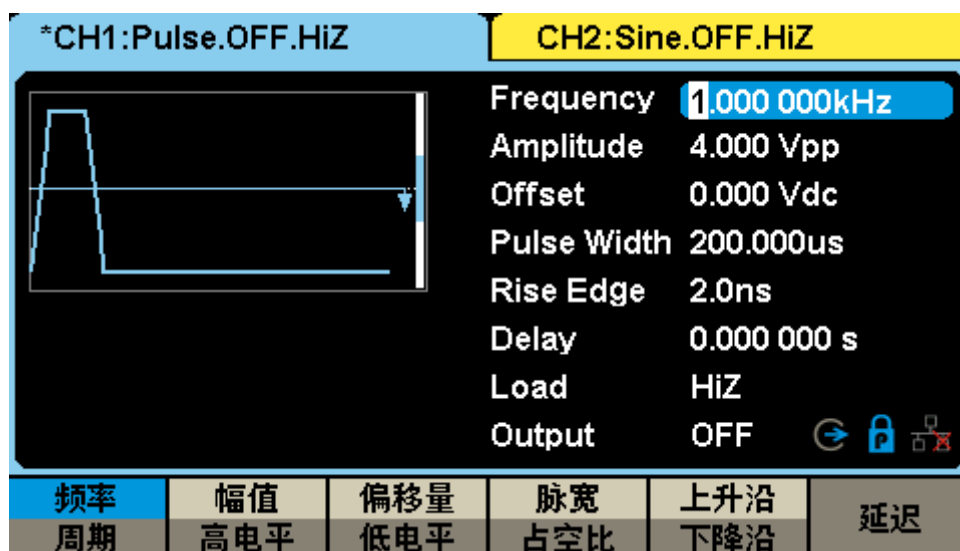 *CH1:Pulse.OFF.HiZ
CH2:Sine.OFF.HiZ
Frequency 1.000 000kHz
Amplitude 4.000 Vpp
Offset 0.000 Vdc
Pulse Width 200.000us
Rise Edge 2.0ns
Delay 0.000 000 s
Load HiZ
Output OFF
频率 幅值 偏移量 脉宽 上升沿 延迟
周期 高电平 低电平 占空比 下降沿